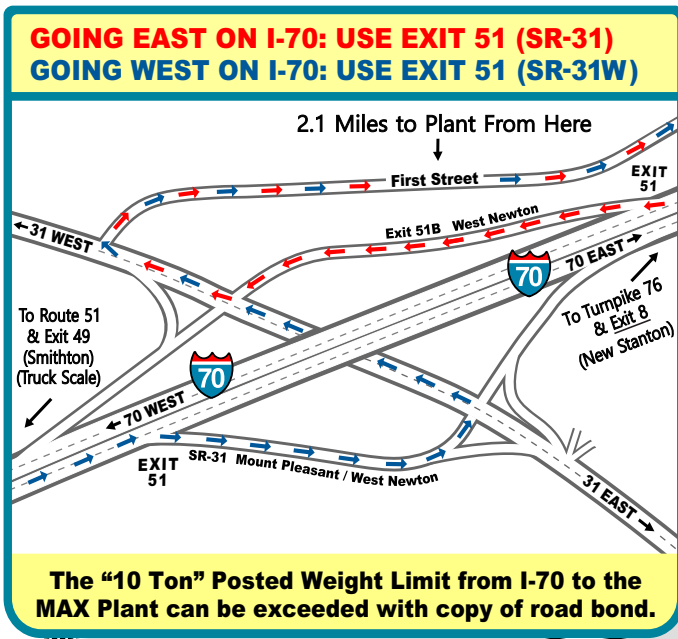 GOING EAST ON I-70: USE EXIT 51 (SR-31)
GOING WEST ON I-70: USE EXIT 51 (SR-31W)
2.1 Miles to Plant From Here
First Street
EXIT
51
31 WEST
Exit 51B West Newton
70
70 EAST
To Route 51
& Exit 49
(Smithton)
(Truck Scale)
To Turnpike 76
& Exit 8
(New Stanton)
70
70 WEST
EXIT
51
SR-31 Mount Pleasant / West Newton
31 EAST
The “10 Ton” Posted Weight Limit from I-70 to the
MAX Plant can be exceeded with copy of road bond.